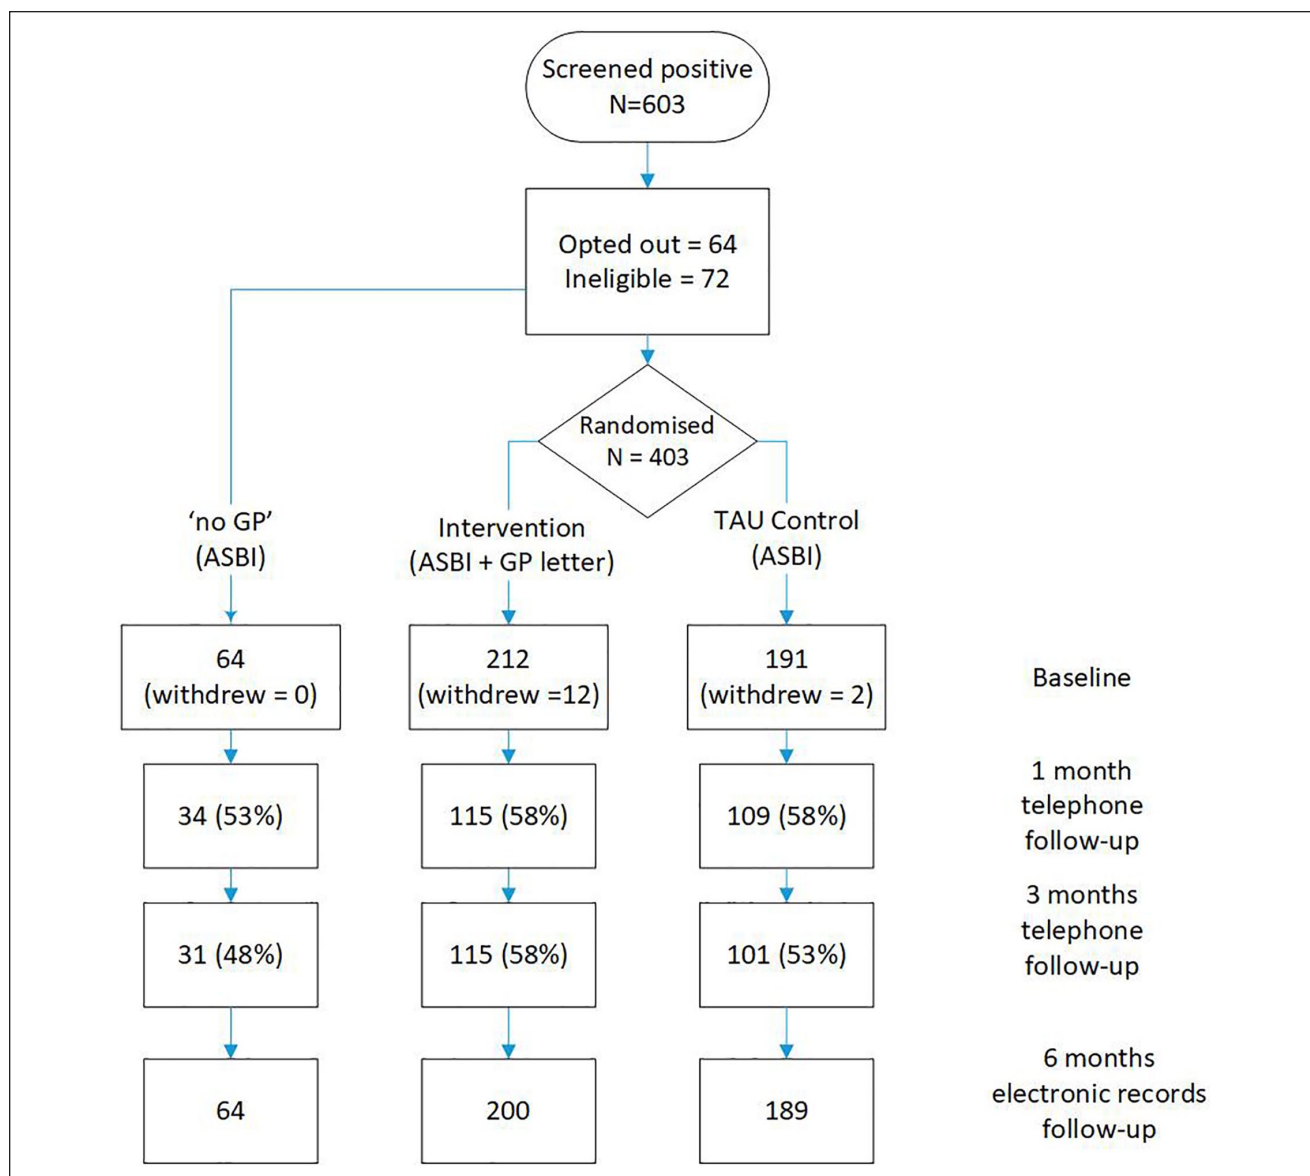 Screened positive
N=603
Opted out = 64
Ineligible = 72
Randomised
N = 403
‘no GP’
(ASBI)
Intervention
(ASBI + GP letter)
TAU Control
(ASBI)
64
(withdrew = 0)
212
(withdrew =12)
191
(withdrew = 2)
Baseline
34 (53%)
115 (58%)
109 (58%)
1 month
telephone
follow-up
31 (48%)
115 (58%)
101 (53%)
3 months
telephone
follow-up
64
200
189
6 months
electronic records
follow-up